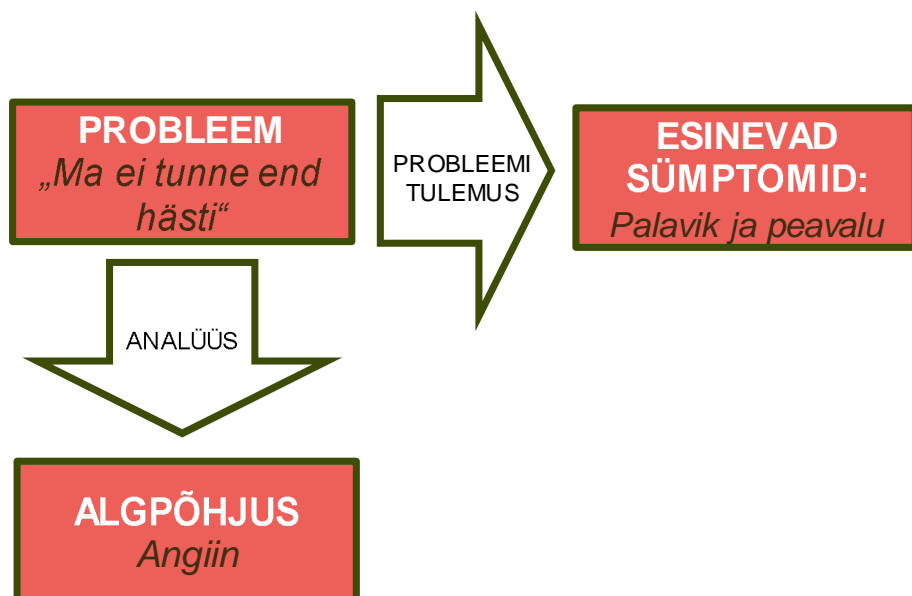 PROBLEEM
„Ma ei tunne end
hästi“
PROBLEEMI
TULEMUS
ESINEVAD
SÜMPTOMID:
Palavik ja peavalu
ANALÜÜS
ALGPÕHJUS
Angiin